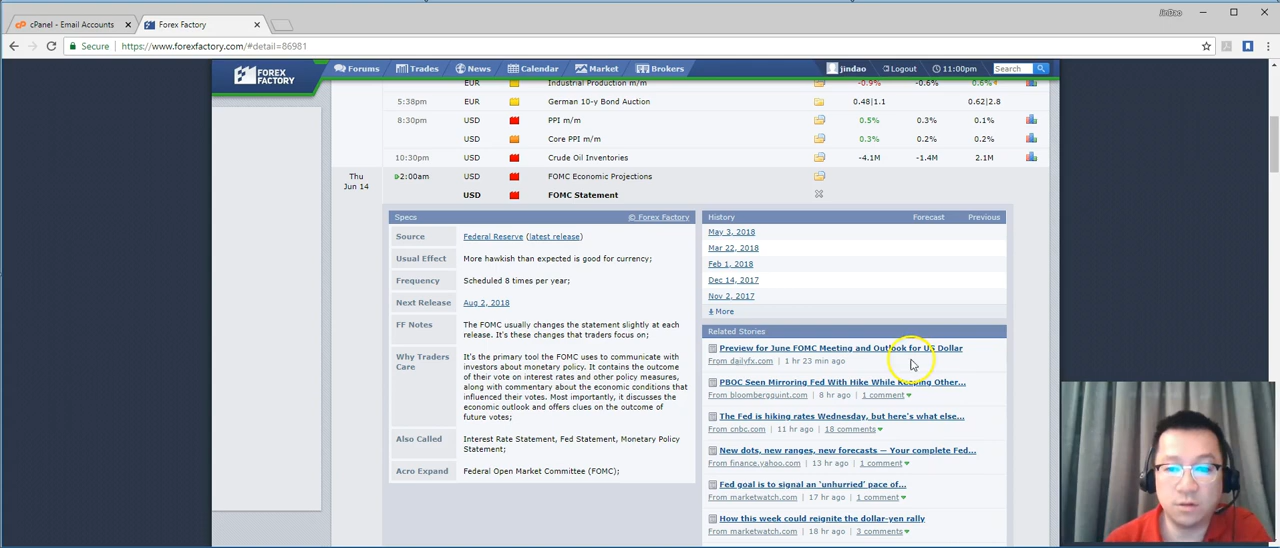 JinDao
cPanel - Email Accounts
Forex Factory
Secure | https://www.forexfactory.com/#detail=86981
FOREX FACTORY
Forums
Trades
News
Calendar
Market
Brokers
jindao
Logout
11:00pm
Search
EUR Industrial Production m/m -0.9% -0.6% 0.6%
5:38pm EUR German 10-y Bond Auction 0.48|1.1 0.62|2.8
8:30pm USD PPI m/m 0.5% 0.3% 0.1%
USD Core PPI m/m 0.3% 0.2% 0.2%
10:30pm USD Crude Oil Inventories -4.1M -1.4M 2.1M
Thu
Jun 14
2:00am USD FOMC Economic Projections
USD FOMC Statement
Specs © Forex Factory
Source Federal Reserve (latest release)
Usual Effect More hawkish than expected is good for currency;
Frequency Scheduled 8 times per year;
Next Release Aug 2, 2018
FF Notes The FOMC usually changes the statement slightly at each
release. It's these changes that traders focus on;
Why Traders
Care
It's the primary tool the FOMC uses to communicate with
investors about monetary policy. It contains the outcome
of their vote on interest rates and other policy measures,
along with commentary about the economic conditions
that influenced their votes. Most importantly, it discusses the
economic outlook and offers clues on the outcome of
future votes;
Also Called Interest Rate Statement, Fed Statement, Monetary Policy
Statement;
Acro Expand Federal Open Market Committee (FOMC);
History Forecast Previous
May 3, 2018
Mar 22, 2018
Feb 1, 2018
Dec 14, 2017
Nov 2, 2017
More
Related Stories
Preview for June FOMC Meeting and Outlook for US Dollar
From dailyfx.com | 1 hr 23 min ago
PBOC Seen Mirroring Fed With Hike While Keeping Other...
From bloombergquint.com | 8 hr ago | 1 comment
The Fed is hiking rates Wednesday, but here's what else...
From cnbc.com | 11 hr ago | 18 comments
New dots, new ranges, new forecasts — Your complete Fed...
From finance.yahoo.com | 13 hr ago | 1 comment
Fed goal is to signal an 'unhurried' pace of...
From marketwatch.com | 17 hr ago | 1 comment
How this week could reignite the dollar-yen rally
From marketwatch.com | 18 hr ago | 3 comments